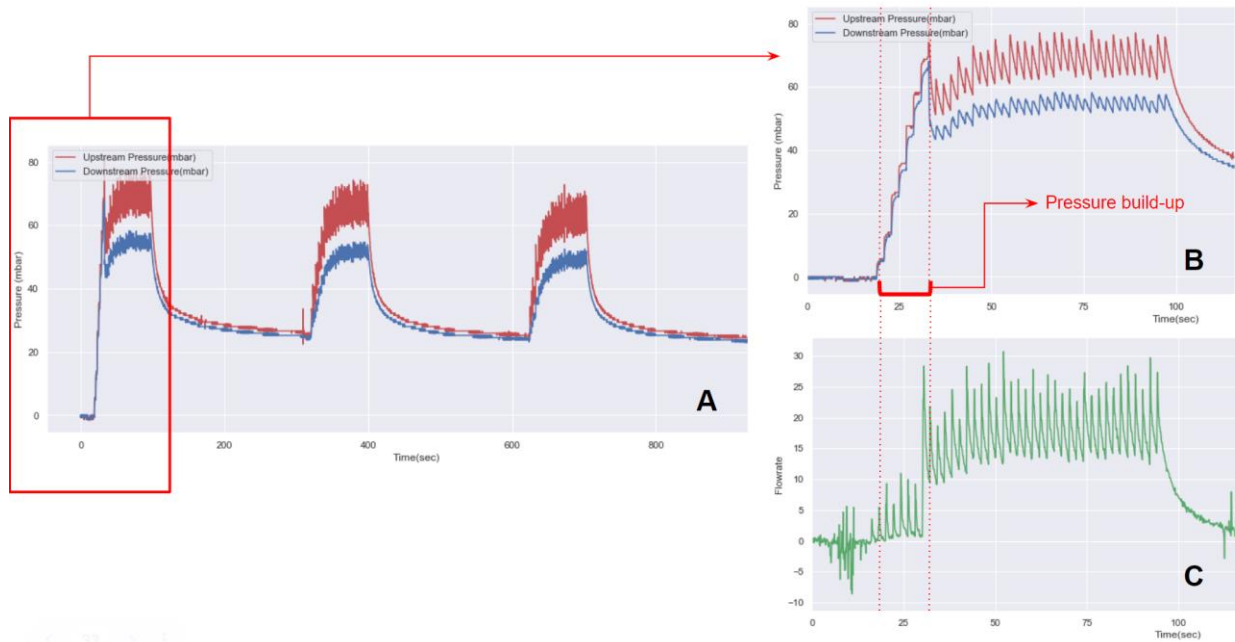 Upstream Pressure(mbar)
Downstream Pressure(mbar)
80
60
40
20
0
Pressure (mbar)
0
200
400
600
800
Time(sec)
A
Upstream Pressure(mbar)
Downstream Pressure(mbar)
80
60
40
20
0
Pressure (mbar)
Pressure build-up
B
0
25
50
75
100
Time(sec)
30
25
20
15
10
5
0
−5
−10
Flowrate
C
0
25
50
75
100
Time(sec)